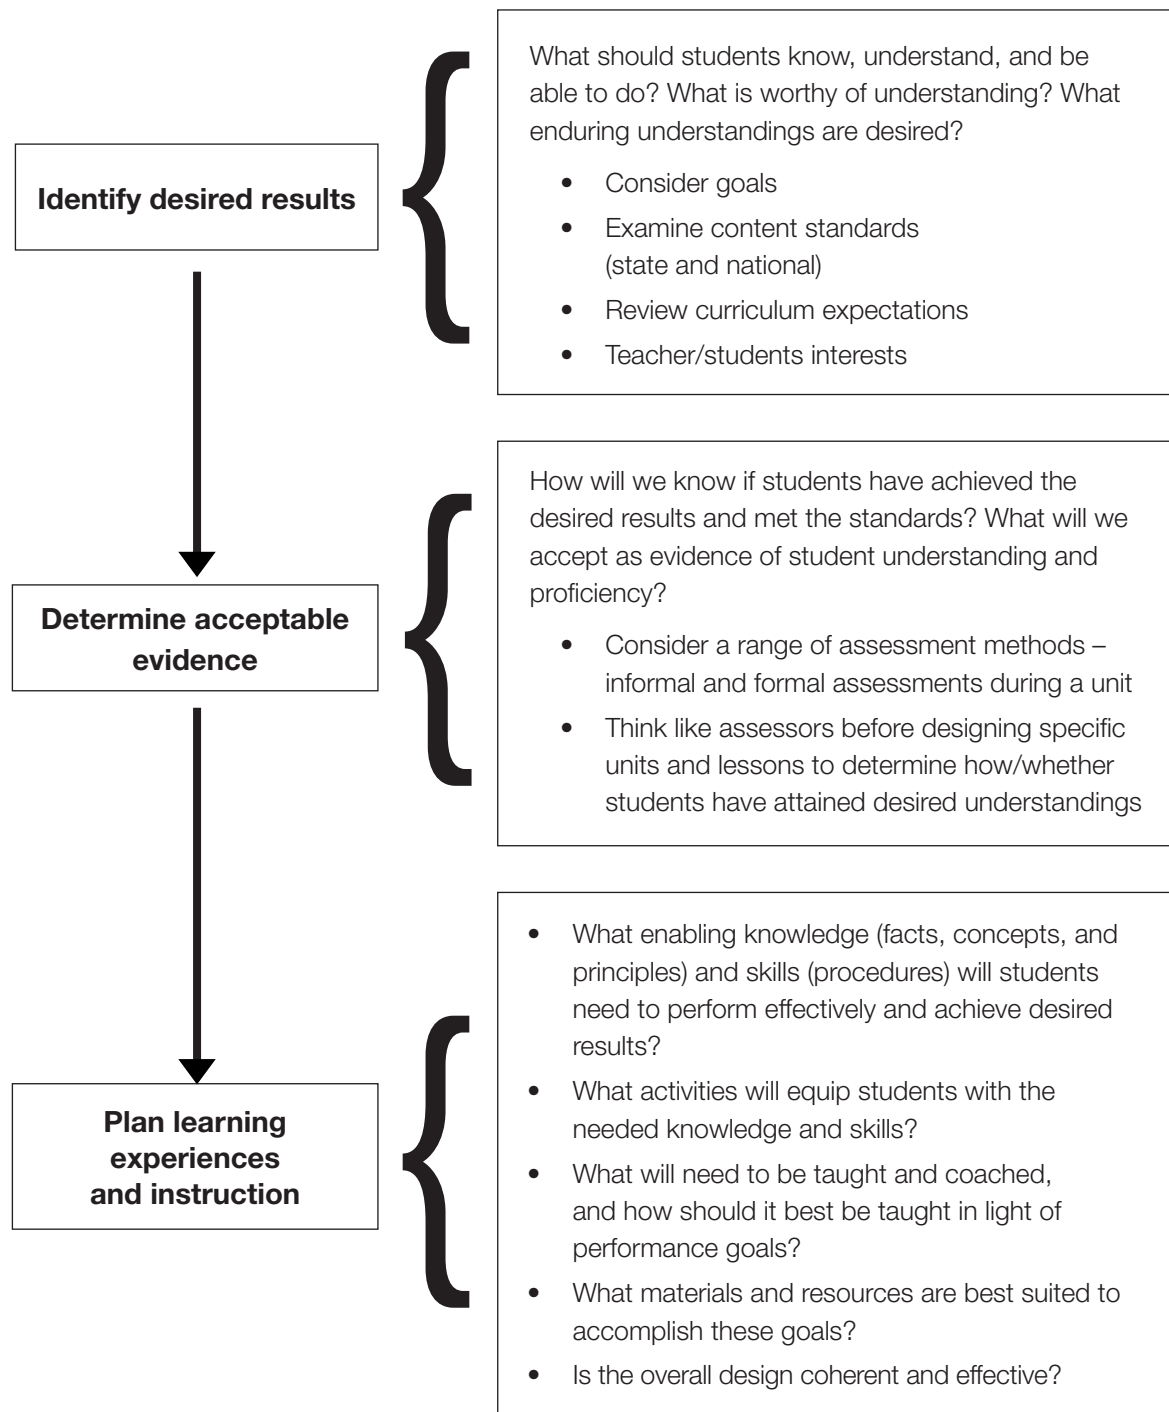 Identify desired results
What should students know, understand, and be
able to do? What is worthy of understanding? What
enduring understandings are desired?
• Consider goals
• Examine content standards
(state and national)
• Review curriculum expectations
• Teacher/students interests
Determine acceptable
evidence
How will we know if students have achieved the
desired results and met the standards? What will we
accept as evidence of student understanding and
proficiency?
• Consider a range of assessment methods –
informal and formal assessments during a unit
• Think like assessors before designing specific
units and lessons to determine how/whether
students have attained desired understandings
Plan learning
experiences
and instruction
• What enabling knowledge (facts, concepts, and
principles) and skills (procedures) will students
need to perform effectively and achieve desired
results?
• What activities will equip students with the
needed knowledge and skills?
• What will need to be taught and coached,
and how should it best be taught in light of
performance goals?
• What materials and resources are best suited to
accomplish these goals?
• Is the overall design coherent and effective?